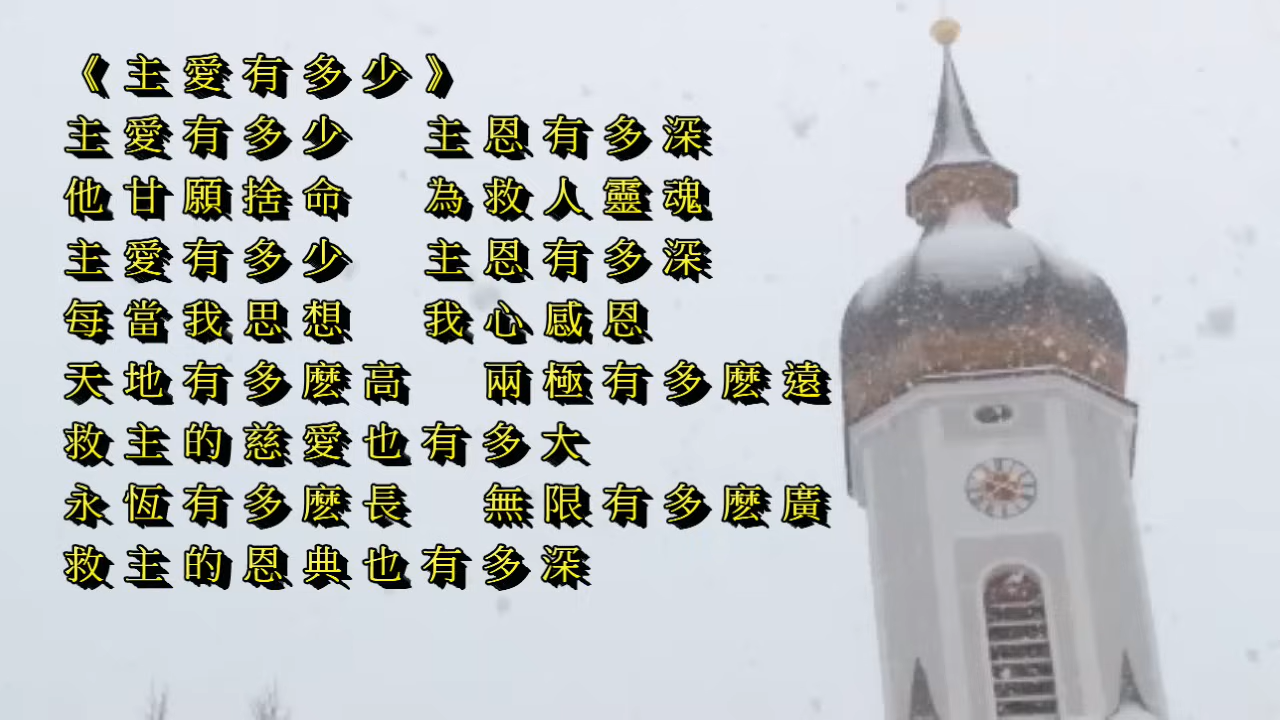 《主愛有多少》
主愛有多少　主恩有多深
他甘願捨命　為救人靈魂
主愛有多少　主恩有多深
每當我思想　我心感恩
天地有多麼高　兩極有多麼遠
救主的慈愛也有多大
永恆有多麼長　無限有多麼廣
救主的恩典也有多深